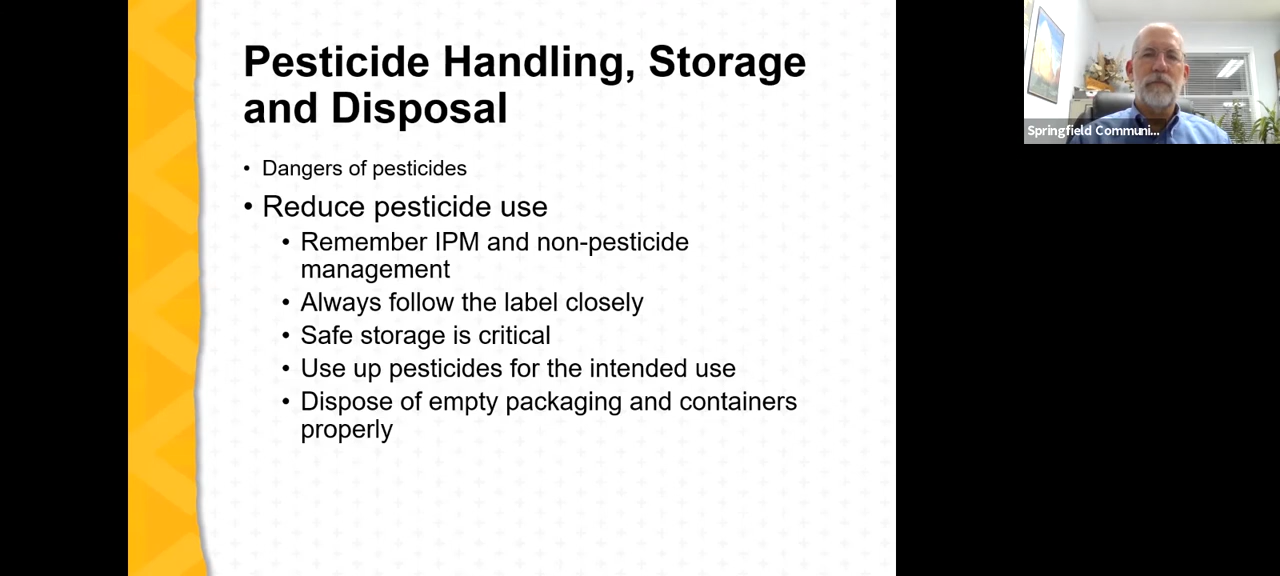 Pesticide Handling, Storage
and Disposal
• Dangers of pesticides
• Reduce pesticide use
• Remember IPM and non-pesticide
management
• Always follow the label closely
• Safe storage is critical
• Use up pesticides for the intended use
• Dispose of empty packaging and containers
properly
Springfield Communi...